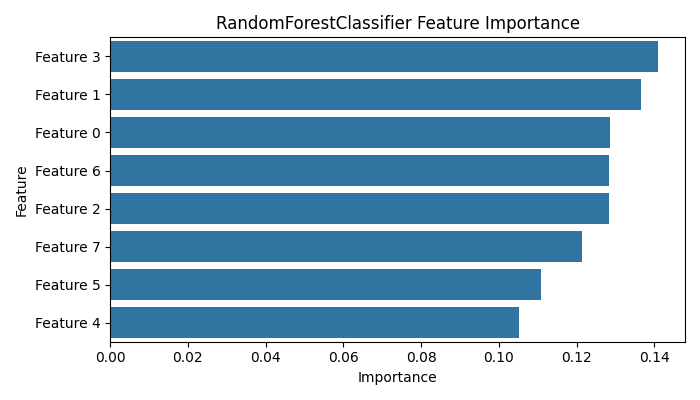 RandomForestClassifier Feature Importance
Feature 3
Feature 1
Feature 0
Feature 6
Feature 2
Feature 7
Feature 5
Feature 4
Feature
0.00 0.02 0.04 0.06 0.08 0.10 0.12 0.14
Importance